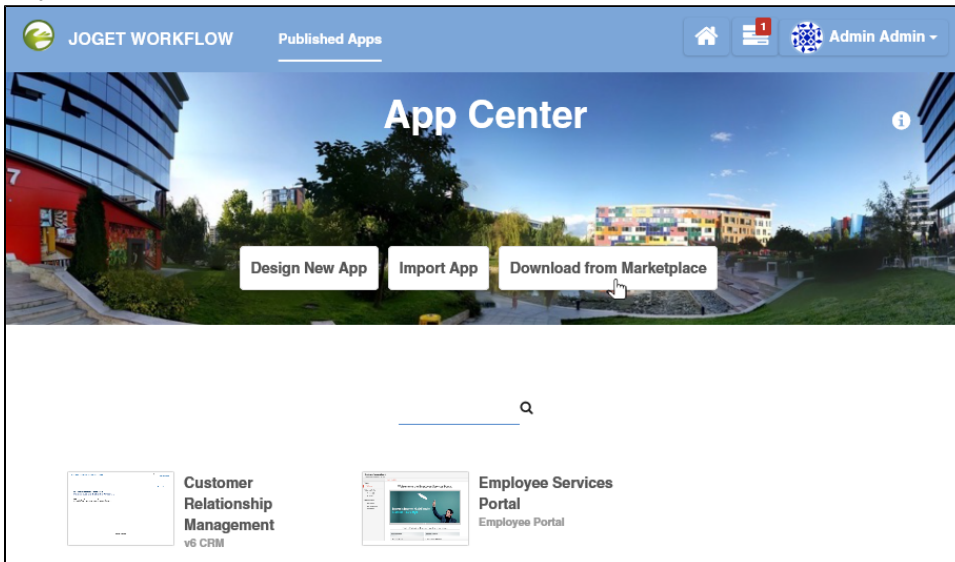 JOGET WORKFLOW
Published Apps
1
Admin Admin
App Center
7
Design New App
Import App
Download from Marketplace
Customer
Relationship
Management
v6 CRM
Employee Services
Portal
Employee Portal